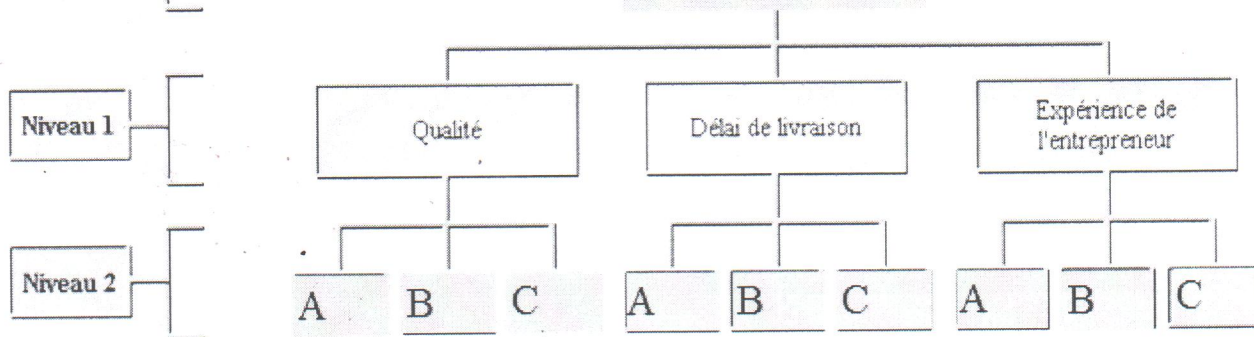 Niveau 1
Qualité
Délai de livraison
Expérience de
l'entrepreneur
Niveau 2
A B C A B C A B C